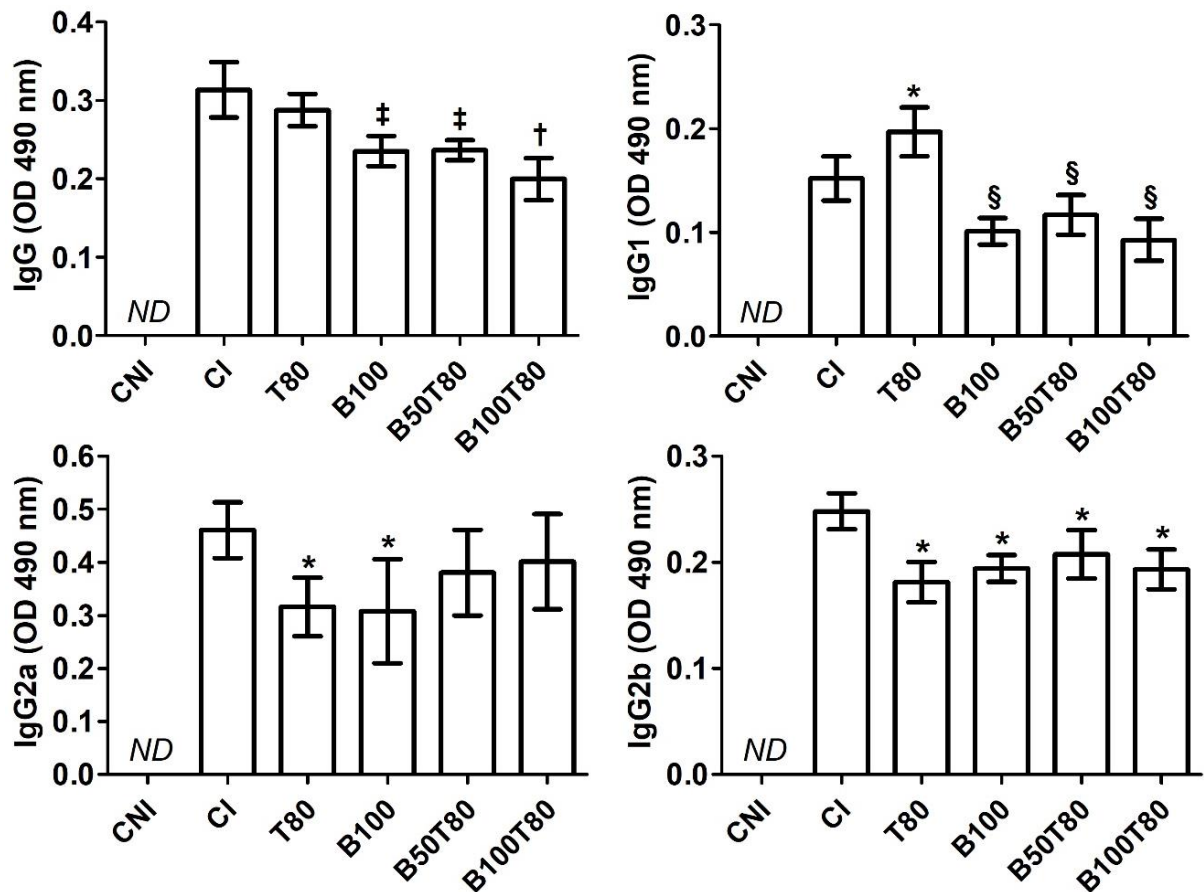 IgG (OD 490 nm)
0.4
0.3
0.2
0.1
0.0
ND
‡
‡
†
CNI
CI
T80
B100
B50T80
B100T80
IgG1 (OD 490 nm)
0.3
0.2
0.1
0.0
ND
*
§
§
§
CNI
CI
T80
B100
B50T80
B100T80
IgG2a (OD 490 nm)
0.6
0.5
0.4
0.3
0.2
0.1
0.0
ND
*
*
CNI
CI
T80
B100
B50T80
B100T80
IgG2b (OD 490 nm)
0.3
0.2
0.1
0.0
ND
*
*
*
*
CNI
CI
T80
B100
B50T80
B100T80